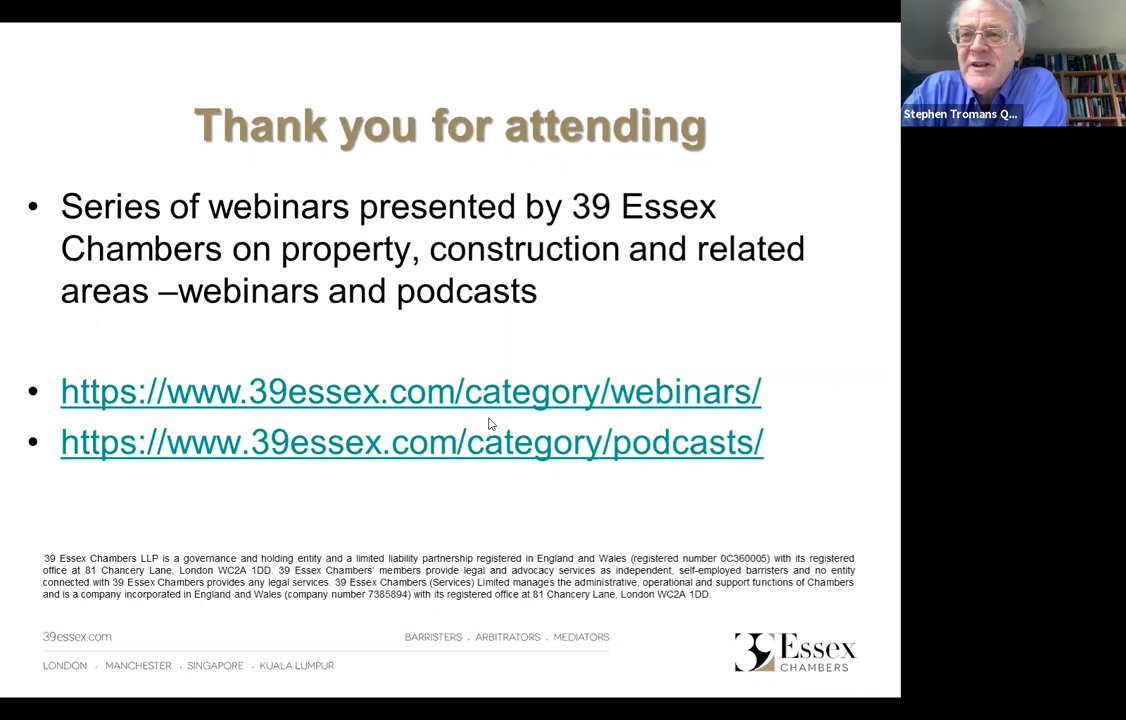 Thank you for attending
Stephen Tromans Q...
• Series of webinars presented by 39 Essex
Chambers on property, construction and related
areas –webinars and podcasts
• https://www.39essex.com/category/webinars/
• https://www.39essex.com/category/podcasts/
39 Essex Chambers LLP is a governance and holding entity and a limited liability partnership registered in England and Wales (registered number 0C360005) with its registered
office at 81 Chancery Lane, London WC2A 1DD. 39 Essex Chambers' members provide legal and advocacy services as independent, self-employed barristers and no entity
connected with 39 Essex Chambers provides any legal services. 39 Essex Chambers (Services) Limited manages the administrative, operational and support functions of Chambers
and is a company incorporated in England and Wales (company number 7385894) with its registered office at 81 Chancery Lane, London WC2A 1DD.
39essex.com
BARRISTERS . ARBITRATORS . MEDIATORS
LONDON . MANCHESTER . SINGAPORE . KUALA LUMPUR
39 Essex
CHAMBERS